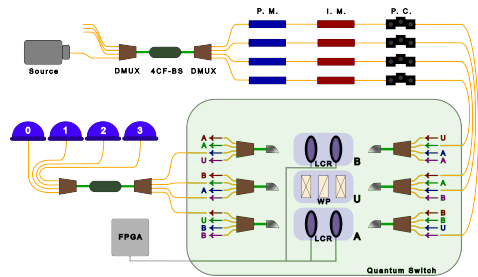 P. M.
I. M.
P. C.
Source
DMUX
4CF-BS
DMUX
0
1
2
3
A
A
U
LCR
B
U
A
A
B
A
A
B
WP
U
A
A
B
U
B
B
LCR
A
B
B
U
B
FPGA
Quantum Switch